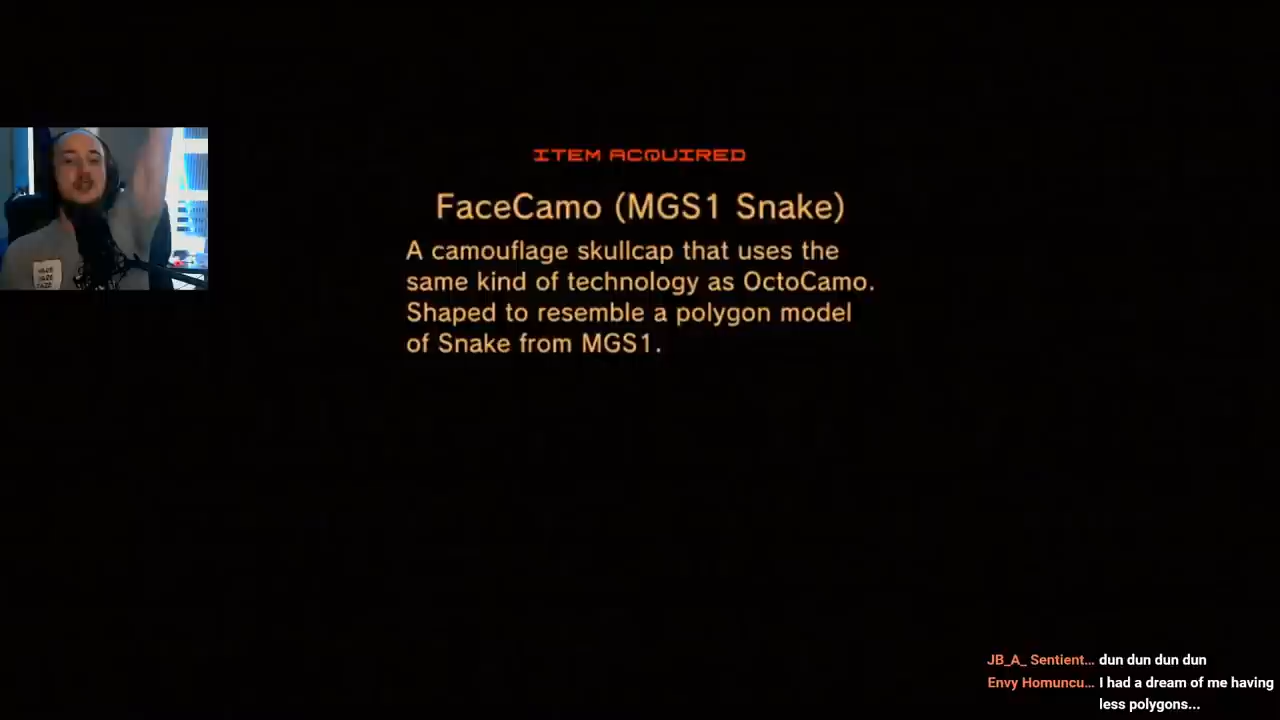 ITEM ACQUIRED
FaceCamo (MGS1 Snake)
A camouflage skullcap that uses the
same kind of technology as OctoCamo.
Shaped to resemble a polygon model
of Snake from MGS1.
JB_A_ Sentient... dun dun dun dun
Envy Homuncu... I had a dream of me having
less polygons...